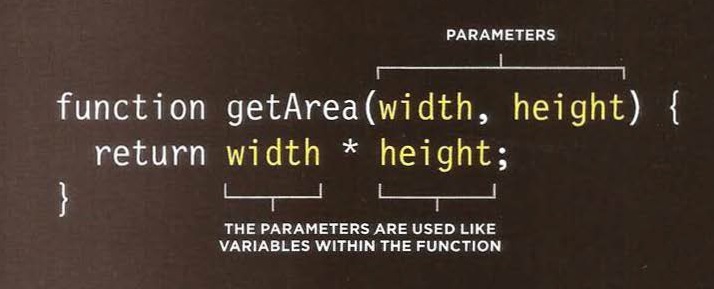 PARAMETERS
function getArea(width, height) {
return width * height;
}
THE PARAMETERS ARE USED LIKE
VARIABLES WITHIN THE FUNCTION